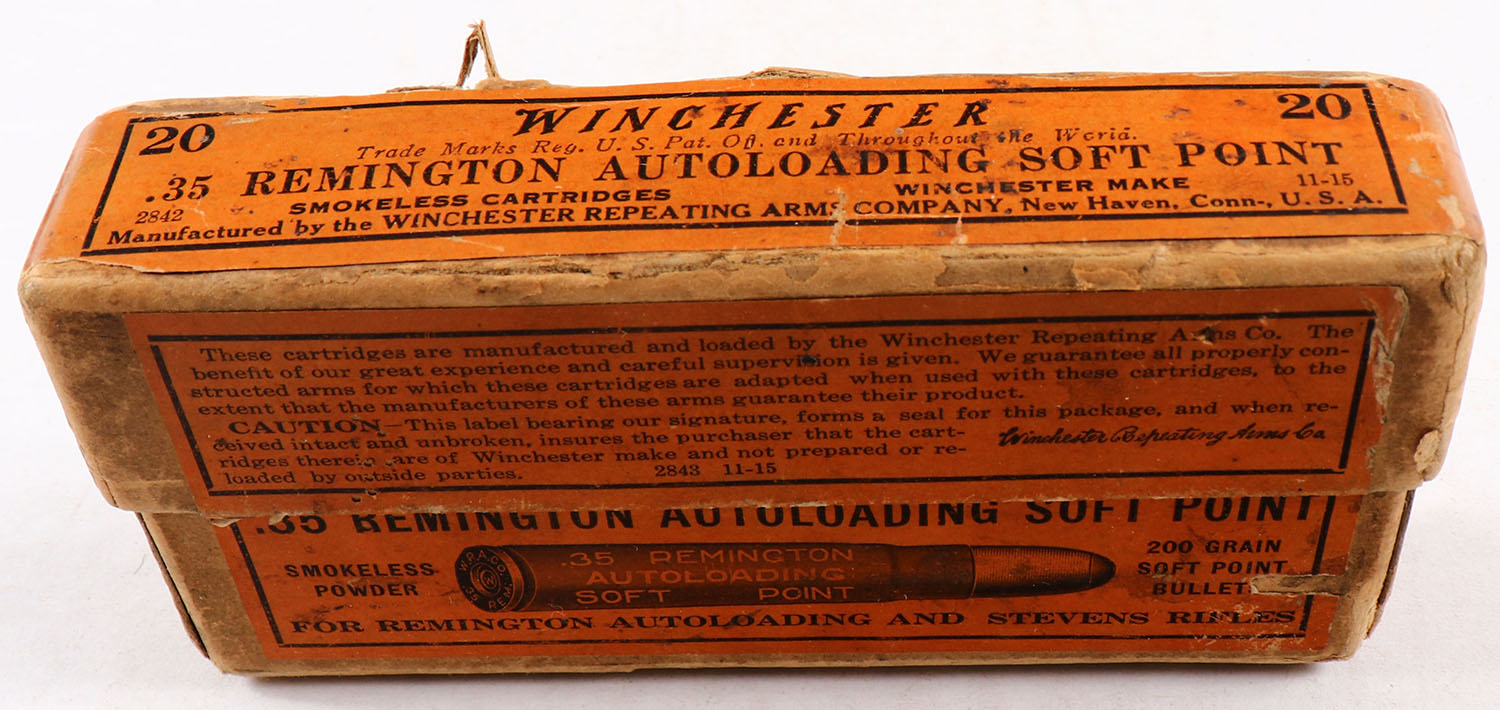 20 WINCHESTER 20
Trade Marks Reg. U. S. Pat. Off. and Throughout the World.
.35 REMINGTON AUTOLOADING SOFT POINT
2842 SMOKELESS CARTRIDGES WINCHESTER MAKE 11-15
Manufactured by the WINCHESTER REPEATING ARMS COMPANY, New Haven, Conn., U. S. A.
These cartridges are manufactured and loaded by the Winchester Repeating Arms Co. The
benefit of our great experience and careful supervision is given. We guarantee all properly con-
structed arms for which these cartridges are adapted when used with these cartridges, to the
extent that the manufacturers of these arms guarantee their product.
CAUTION—This label bearing our signature, forms a seal for this package, and when re-
ceived intact and unbroken, insures the purchaser that the cart-
ridges therein are of Winchester make and not prepared or re-
loaded by outside parties. 2843 11-15
Winchester Repeating Arms Co
.35 REMINGTON AUTOLOADING SOFT POINT
SMOKELESS
POWDER
W.R.A.CO.
W
.35 REM.
.35 REMINGTON
AUTOLOADING
SOFT POINT
200 GRAIN
SOFT POINT
BULLET
FOR REMINGTON AUTOLOADING AND STEVENS RIFLES